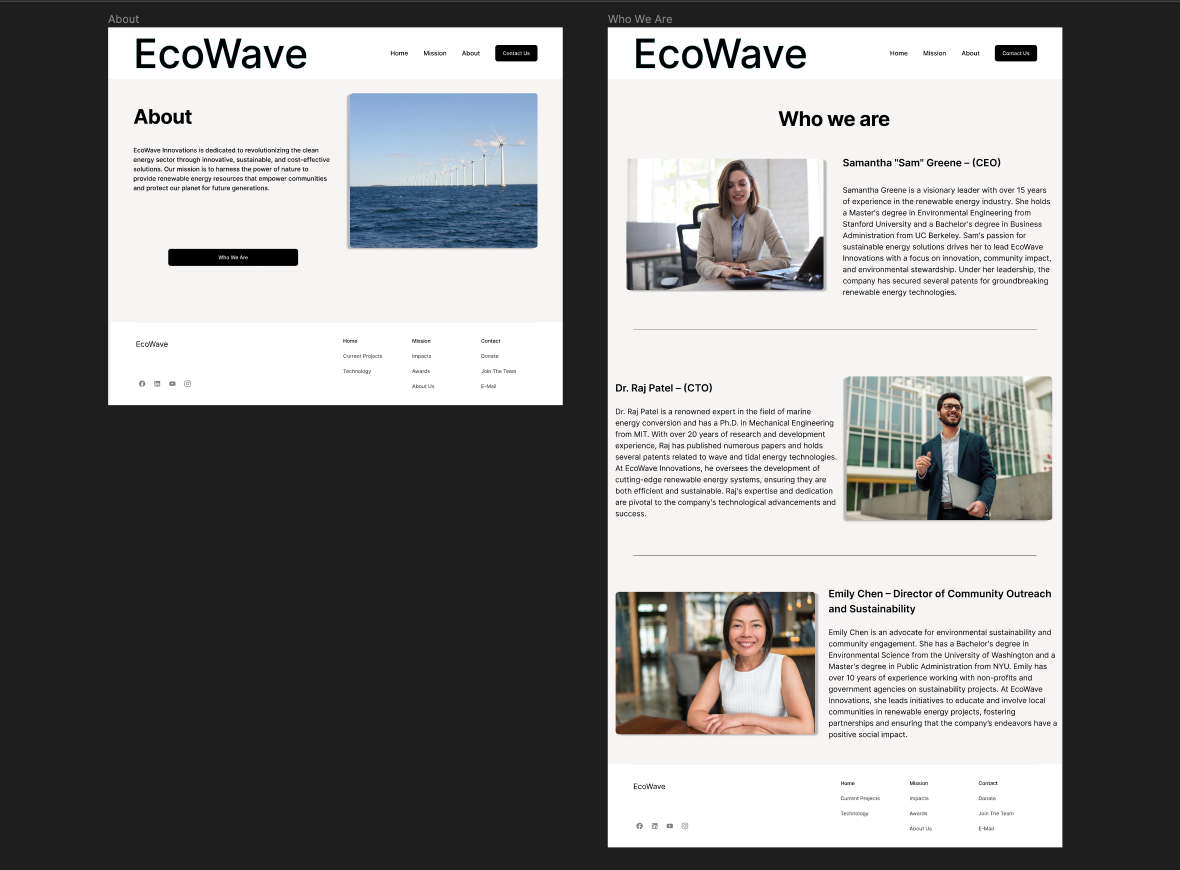 About
EcoWave
Home
Mission
About
Contact Us
About
EcoWave Innovations is dedicated to revolutionizing the clean
energy sector through innovative, sustainable, and cost-effective
solutions. Our mission is to harness the power of nature to
provide renewable energy resources that empower communities
and protect our planet for future generations.
Who We Are
EcoWave
Home
Current Projects
Technology
Mission
Impacts
Awards
About Us
Contact
Donate
Join The Team
E-Mail
Who We Are
EcoWave
Home
Mission
About
Contact Us
Who we are
Samantha "Sam" Greene – (CEO)
Samantha Greene is a visionary leader with over 15 years
of experience in the renewable energy industry. She holds
a Master's degree in Environmental Engineering from
Stanford University and a Bachelor's degree in Business
Administration from UC Berkeley. Sam's passion for
sustainable energy solutions drives her to lead EcoWave
Innovations with a focus on innovation, community impact,
and environmental stewardship. Under her leadership, the
company has secured several patents for groundbreaking
renewable energy technologies.
Dr. Raj Patel – (CTO)
Dr. Raj Patel is a renowned expert in the field of marine
energy conversion and has a Ph.D. in Mechanical Engineering
from MIT. With over 20 years of research and development
experience, Raj has published numerous papers and holds
several patents related to wave and tidal energy technologies.
At EcoWave Innovations, he oversees the development of
cutting-edge renewable energy systems, ensuring they are
both efficient and sustainable. Raj's expertise and dedication
are pivotal to the company's technological advancements and
success.
Emily Chen – Director of Community Outreach
and Sustainability
Emily Chen is an advocate for environmental sustainability and
community engagement. She has a Bachelor's degree in
Environmental Science from the University of Washington and a
Master's degree in Public Administration from NYU. Emily has
over 10 years of experience working with non-profits and
government agencies on sustainability projects. At EcoWave
Innovations, she leads initiatives to educate and involve local
communities in renewable energy projects, fostering
partnerships and ensuring that the company's endeavors have a
positive social impact.
EcoWave
Home
Current Projects
Technology
Mission
Impacts
Awards
About Us
Contact
Donate
Join The Team
E-Mail